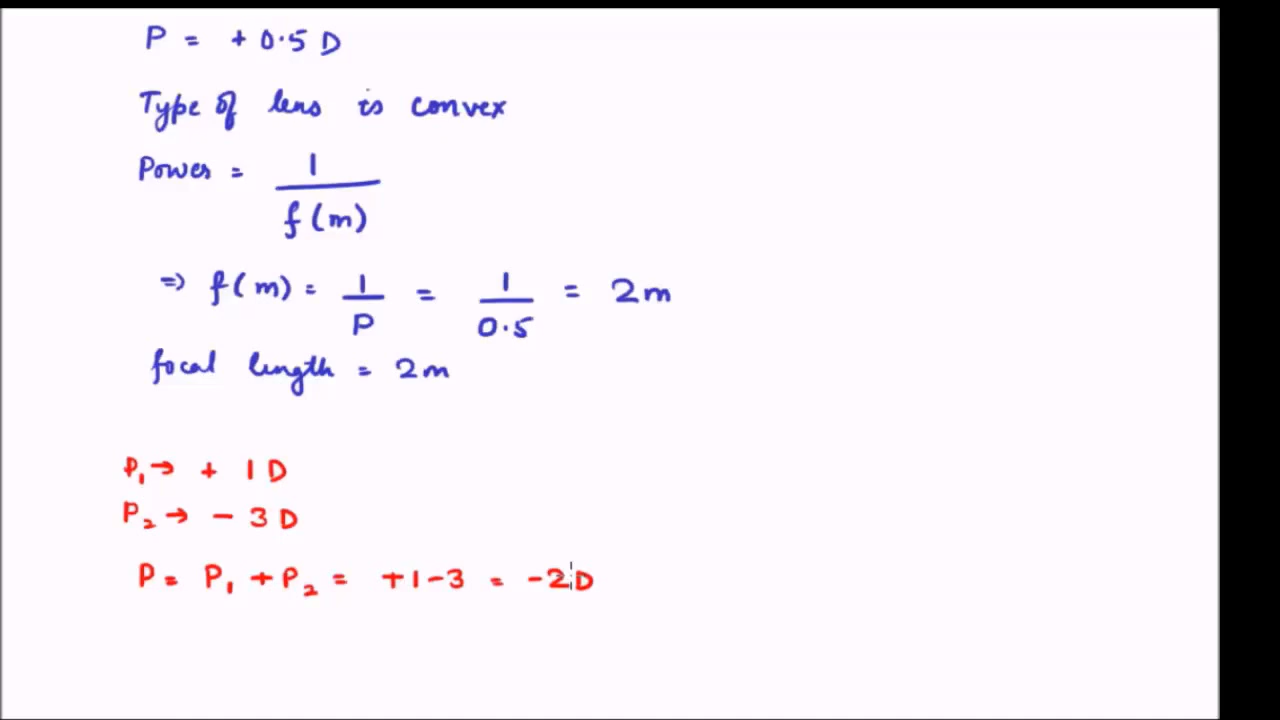 P = + 0.5 D
Type of lens is convex
Power = 1 / f(m)
⇒ f(m) = 1 / P = 1 / 0.5 = 2m
focal length = 2m
P₁ → + 1 D
P₂ → - 3 D
P = P₁ + P₂ = +1 - 3 = -2 D